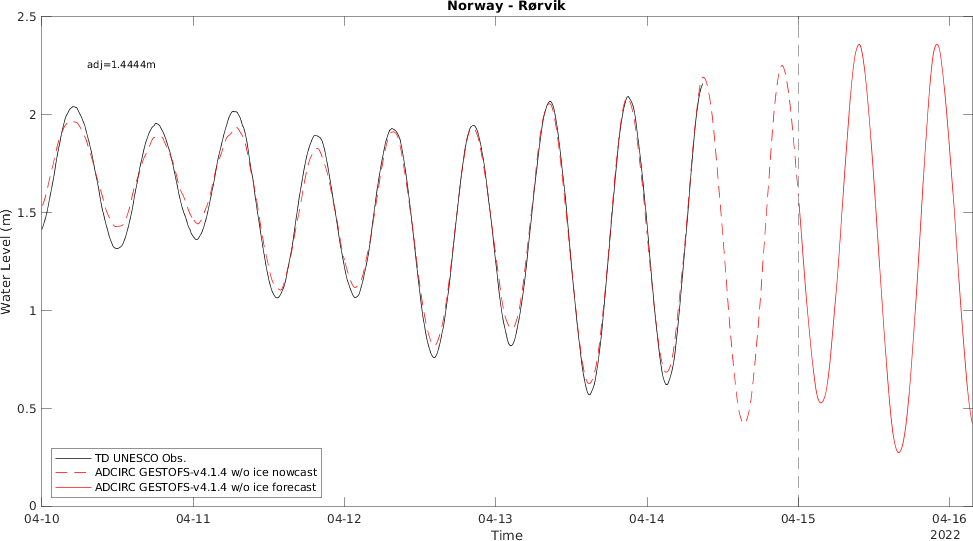 Norway - Rørvik
2.5
adj=1.4444m
2
1.5
Water Level (m)
1
0.5
TD UNESCO Obs.
ADCIRC GESTOFS-v4.1.4 w/o ice nowcast
ADCIRC GESTOFS-v4.1.4 w/o ice forecast
0
04-10 04-11 04-12 04-13 04-14 04-15 04-16
Time
2022